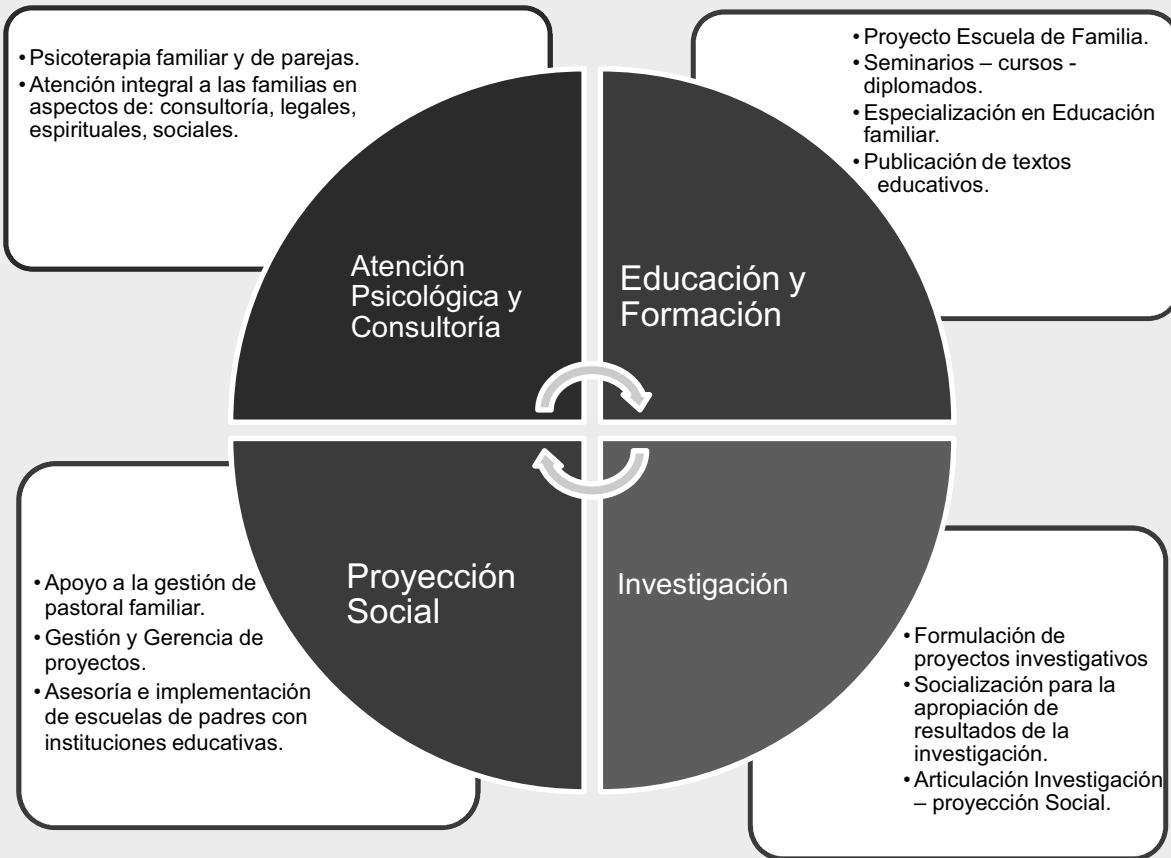 • Psicoterapia familiar y de parejas.
• Atención integral a las familias en
aspectos de: consultoría, legales,
espirituales, sociales.
• Proyecto Escuela de Familia.
• Seminarios – cursos -
diplomados.
• Especialización en Educación
familiar.
• Publicación de textos
educativos.
Atención
Psicológica y
Consultoría
Educación y
Formación
Proyección
Social
Investigación
• Apoyo a la gestión de
pastoral familiar.
• Gestión y Gerencia de
proyectos.
• Asesoría e implementación
de escuelas de padres con
instituciones educativas.
• Formulación de
proyectos investigativos
• Socialización para la
apropiación de
resultados de la
investigación.
• Articulación Investigación
– proyección Social.